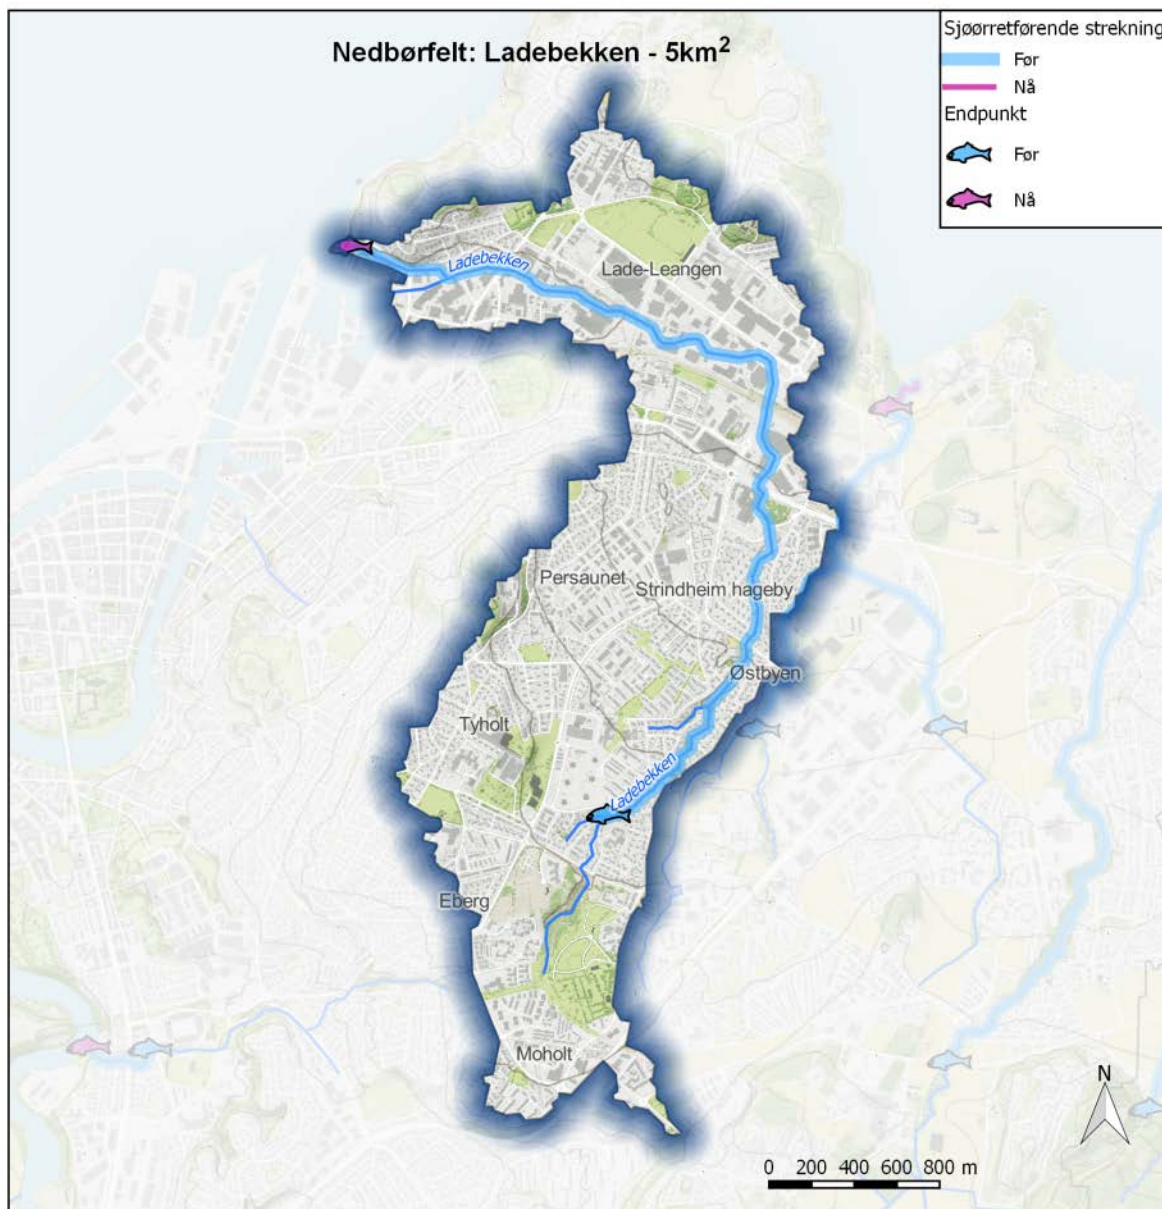 Nedbørfelt: Ladebekken - 5km²
Sjøørretførende strekning
Før
Nå
Endpunkt
Før
Nå
Ladebekken
Lade-Leangen
Persaunet
Strindheim hageby
Østbyen
Tyholt
Ladebekken
Eberg
Moholt
N
0 200 400 600 800 m